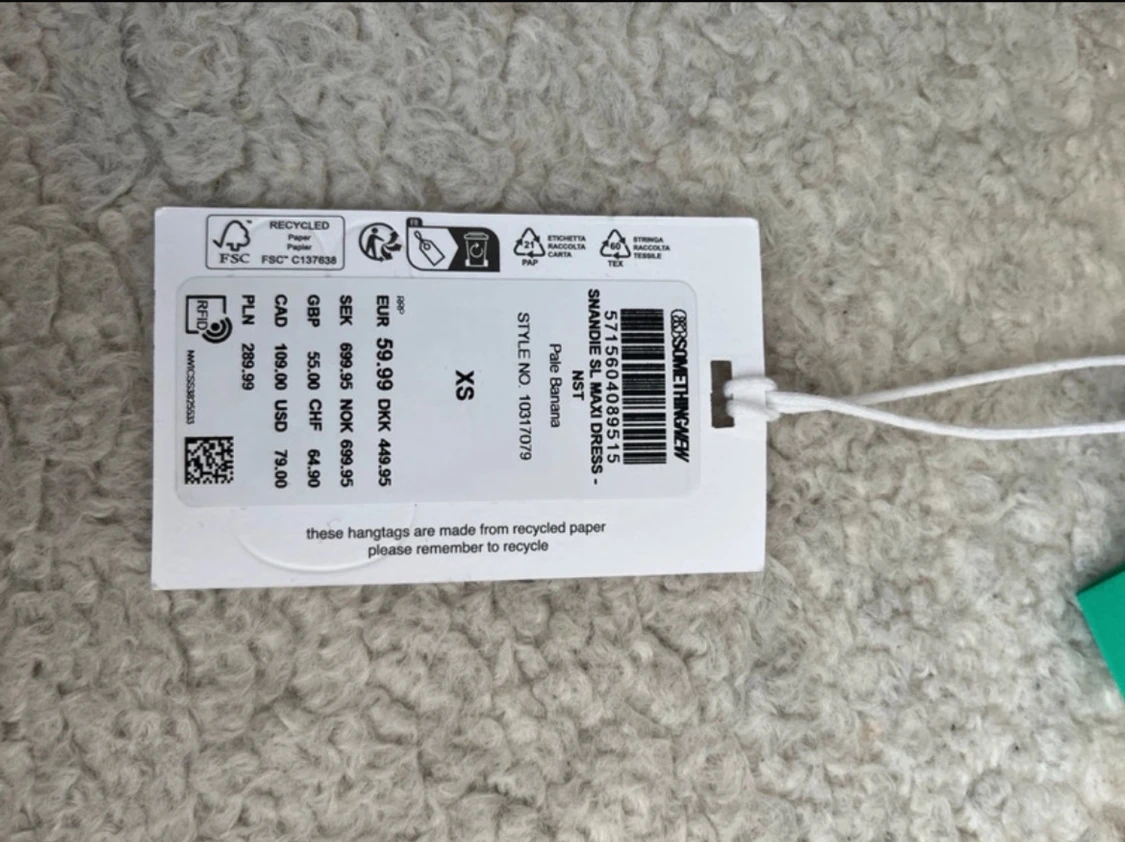 FSC
RECYCLED
Paper
Papier
FSC™ C137638
FR
21
PAP
ETICHETTA
RACCOLTA
CARTA
60
TEX
STRINGA
RACCOLTA
TESSILE
SOMETHINGNEW
5715604089515
SNANDIE SL MAXI DRESS -
NST
Pale Banana
STYLE NO. 10317079
XS
RRP
EUR 59.99 DKK 449.95
SEK 699.95 NOK 699.95
GBP 55.00 CHF 64.90
CAD 109.00 USD 79.00
PLN 289.99
RFID
these hangtags are made from recycled paper
please remember to recycle